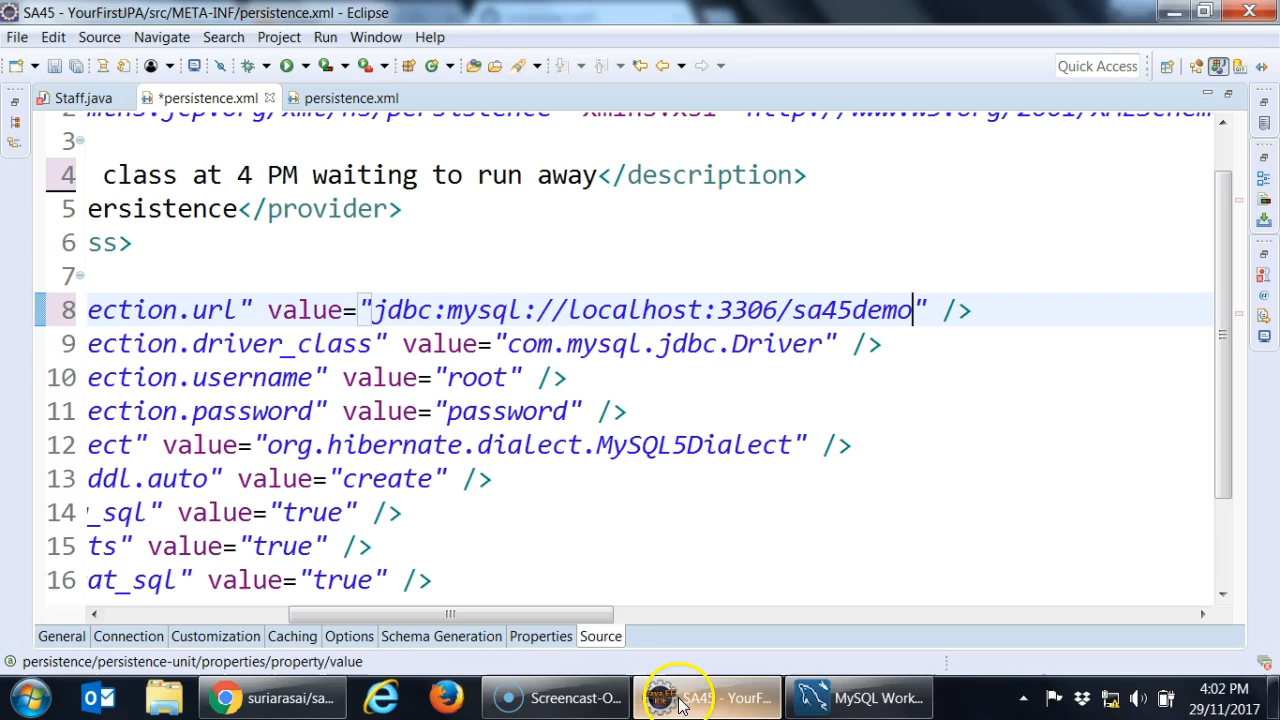 SA45 - YourFirstJPA/src/META-INF/persistence.xml - Eclipse
File Edit Source Navigate Search Project Run Window Help
Quick Access
Staff.java *persistence.xml persistence.xml
3
4 class at 4 PM waiting to run away</description>
5 ersistence</provider>
6 ss>
7
8 ection.url" value="jdbc:mysql://localhost:3306/sa45demo" />
9 ection.driver_class" value="com.mysql.jdbc.Driver" />
10 ection.username" value="root" />
11 ection.password" value="password" />
12 ect" value="org.hibernate.dialect.MySQL5Dialect" />
13 ddl.auto" value="create" />
14 _sql" value="true" />
15 ts" value="true" />
16 at_sql" value="true" />
General Connection Customization Caching Options Schema Generation Properties Source
persistence/persistence-unit/properties/property/value
suriarasai/sa... Screencast-O... SA45 - YourF... MySQL Work...
4:02 PM
29/11/2017